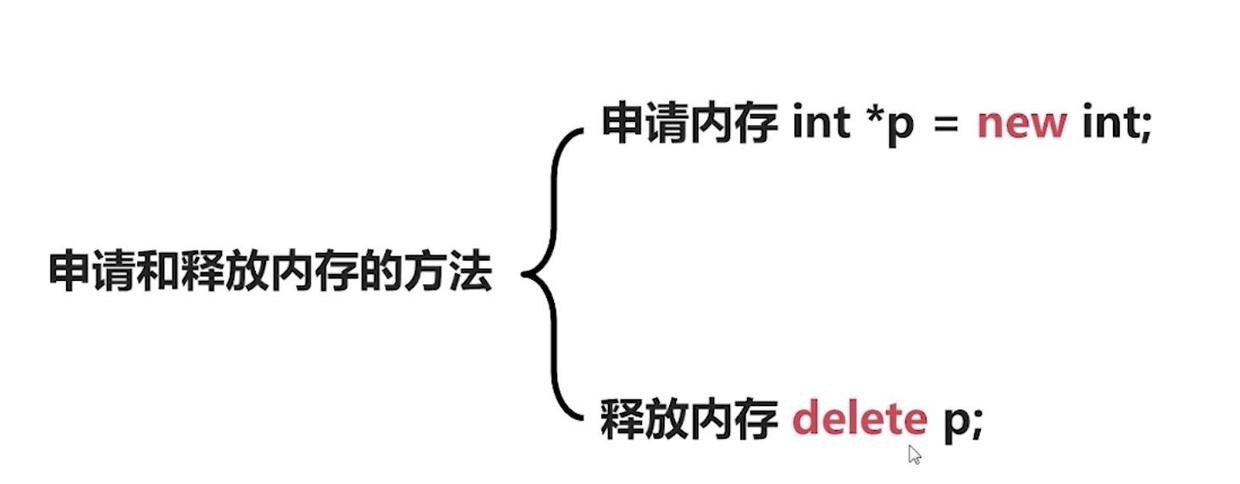 申请内存 int *p = new int;
申请和释放内存的方法
释放内存 delete p;